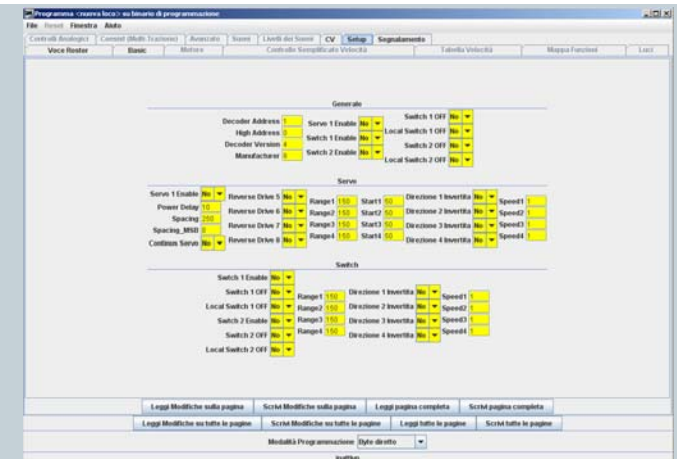 Programma <nuova loco> su binario di programmazione
File Reset Finestra Aiuto
Controlli Analogici Consist (Multi Trazione) Avanzate Suoni Livelli dei Suoni CV Setup Segnalamento
Voce Roster Basic Motore Controllo Semplificato Velocità Tabella Velocità Mappa Funzioni Luci
Generale
Decoder Address 1 Servo 1 Enable No Switch 1 OFF No
High Address 0 Switch 1 Enable No Local Switch 1 OFF No
Decoder Version 4 Switch 2 Enable No Switch 2 OFF No
Manufacturer 0 Local Switch 2 OFF No
Servo
Servo 1 Enable No Reverse Drive 5 No Range1 150 Start1 50 Direzione 1 Invertita No Speed1 1
Power Delay 10 Reverse Drive 6 No Range2 150 Start2 50 Direzione 2 Invertita No Speed2 1
Spacing 250 Reverse Drive 7 No Range3 150 Start3 50 Direzione 3 Invertita No Speed3 1
Spacing_MSB 0 Reverse Drive 8 No Range4 150 Start4 50 Direzione 4 Invertita No Speed4 1
Continus Servo No
Switch
Switch 1 Enable No
Switch 1 OFF No Range1 150 Direzione 1 Invertita No Speed1 1
Local Switch 1 OFF No Range2 150 Direzione 2 Invertita No Speed2 1
Switch 2 Enable No Range3 150 Direzione 3 Invertita No Speed3 1
Switch 2 OFF No Range4 150 Direzione 4 Invertita No Speed4 1
Local Switch 2 OFF No
Leggi Modifiche sulla pagina Scrivi Modifiche sulla pagina Leggi pagina completa Scrivi pagina completa
Leggi Modifiche su tutte le pagine Scrivi Modifiche su tutte le pagine Leggi tutte le pagine Scrivi tutte le pagine
Modalità Programmazione Byte diretto
inattivo